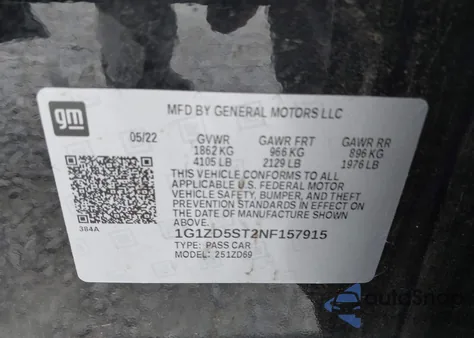 gm
MFD BY GENERAL MOTORS LLC
05/22 GVWR GAWR FRT GAWR RR
1862 KG 966 KG 896 KG
4105 LB 2129 LB 1976 LB
THIS VEHICLE CONFORMS TO ALL
APPLICABLE U.S. FEDERAL MOTOR
VEHICLE SAFETY, BUMPER, AND THEFT
PREVENTION STANDARDS IN EFFECT ON
THE DATE OF MANUFACTURE SHOWN
ABOVE.
384A
1G1ZD5ST2NF157915
TYPE: PASS CAR
MODEL: 251ZD69
autoSnap